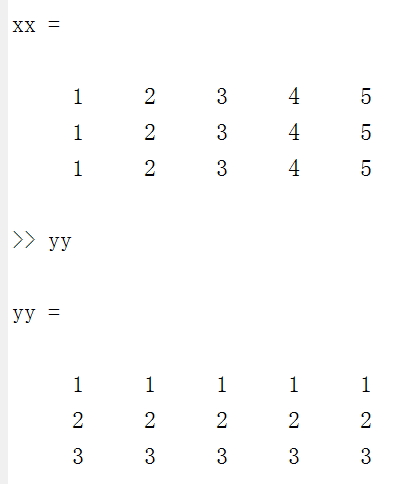 xx =
1 2 3 4 5
1 2 3 4 5
1 2 3 4 5
>> yy
yy =
1 1 1 1 1
2 2 2 2 2
3 3 3 3 3